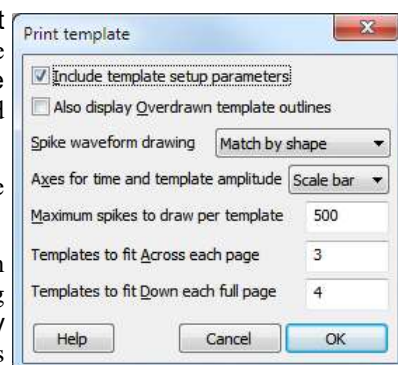 Print template
Include template setup parameters
Also display Overdrawn template outlines
Spike waveform drawing Match by shape
Axes for time and template amplitude Scale bar
Maximum spikes to draw per template 500
Templates to fit Across each page 3
Templates to fit Down each full page 4
Help Cancel OK